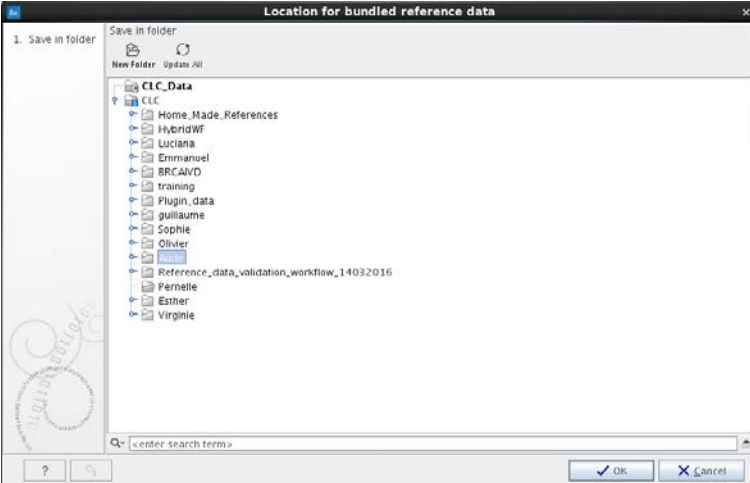 Location for bundled reference data
1. Save in folder
Save in folder
New Folder Update All
CLC_Data
CLC
Home_Made_References
HybridWF
Luciana
Emmanuel
BRCAIVD
training
Plugin_data
guillaume
Sophie
Olivier
Aude
Reference_data_validation_workflow_14032016
Pernelle
Esther
Virginie
<enter search term>
?
OK Cancel